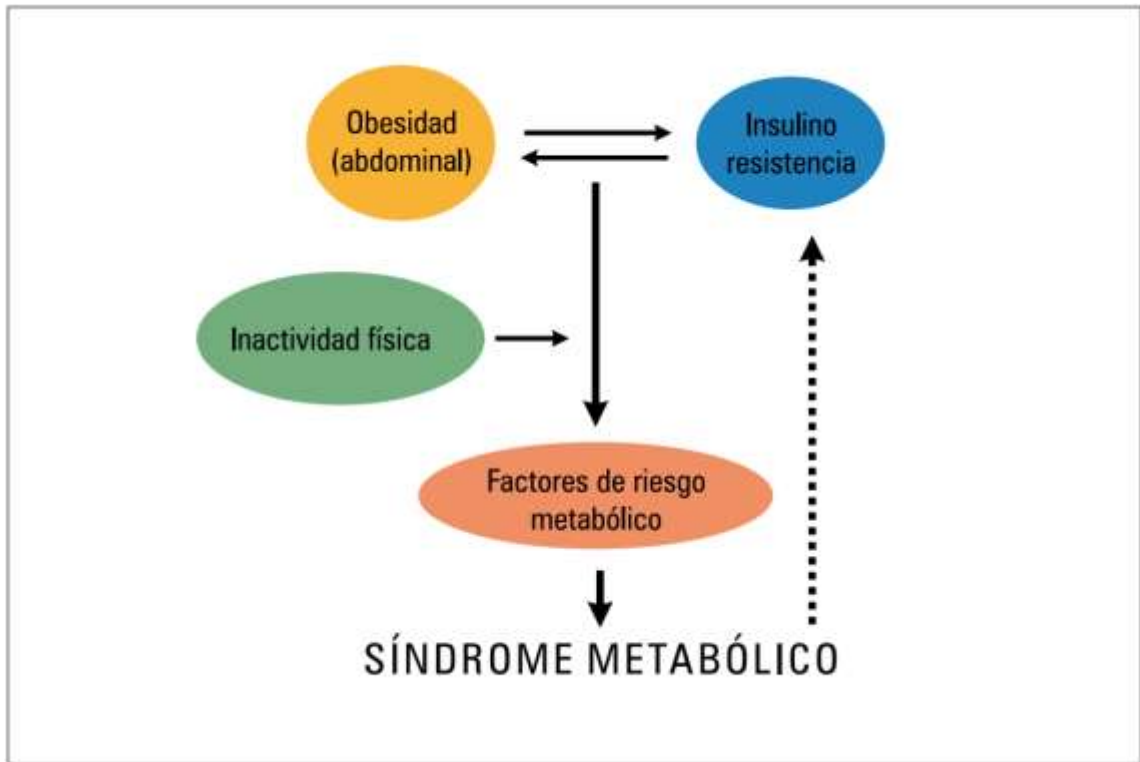 Obesidad
(abdominal)
Insulino
resistencia
Inactividad física
Factores de riesgo
metabólico
SÍNDROME METABÓLICO